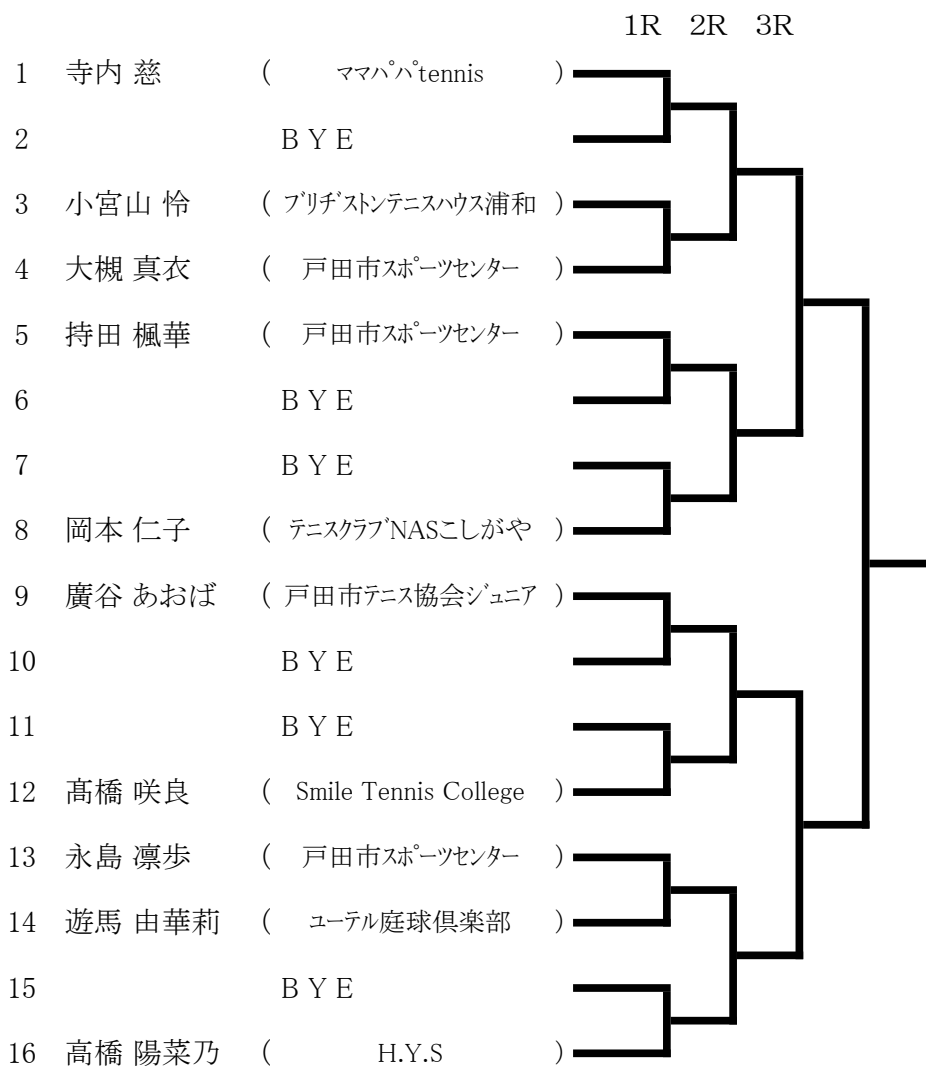 1R 2R 3R
1 寺内 慈 ( ママパパtennis )
2 B Y E
3 小宮山 怜 ( ブリヂストンテニスハウス浦和 )
4 大槻 真衣 ( 戸田市スポーツセンター )
5 持田 楓華 ( 戸田市スポーツセンター )
6 B Y E
7 B Y E
8 岡本 仁子 ( テニスクラブNASこしがや )
9 廣谷 あおば ( 戸田市テニス協会ジュニア )
10 B Y E
11 B Y E
12 髙橋 咲良 ( Smile Tennis College )
13 永島 凛歩 ( 戸田市スポーツセンター )
14 遊馬 由華莉 ( ユーテル庭球倶楽部 )
15 B Y E
16 高橋 陽菜乃 ( H.Y.S )